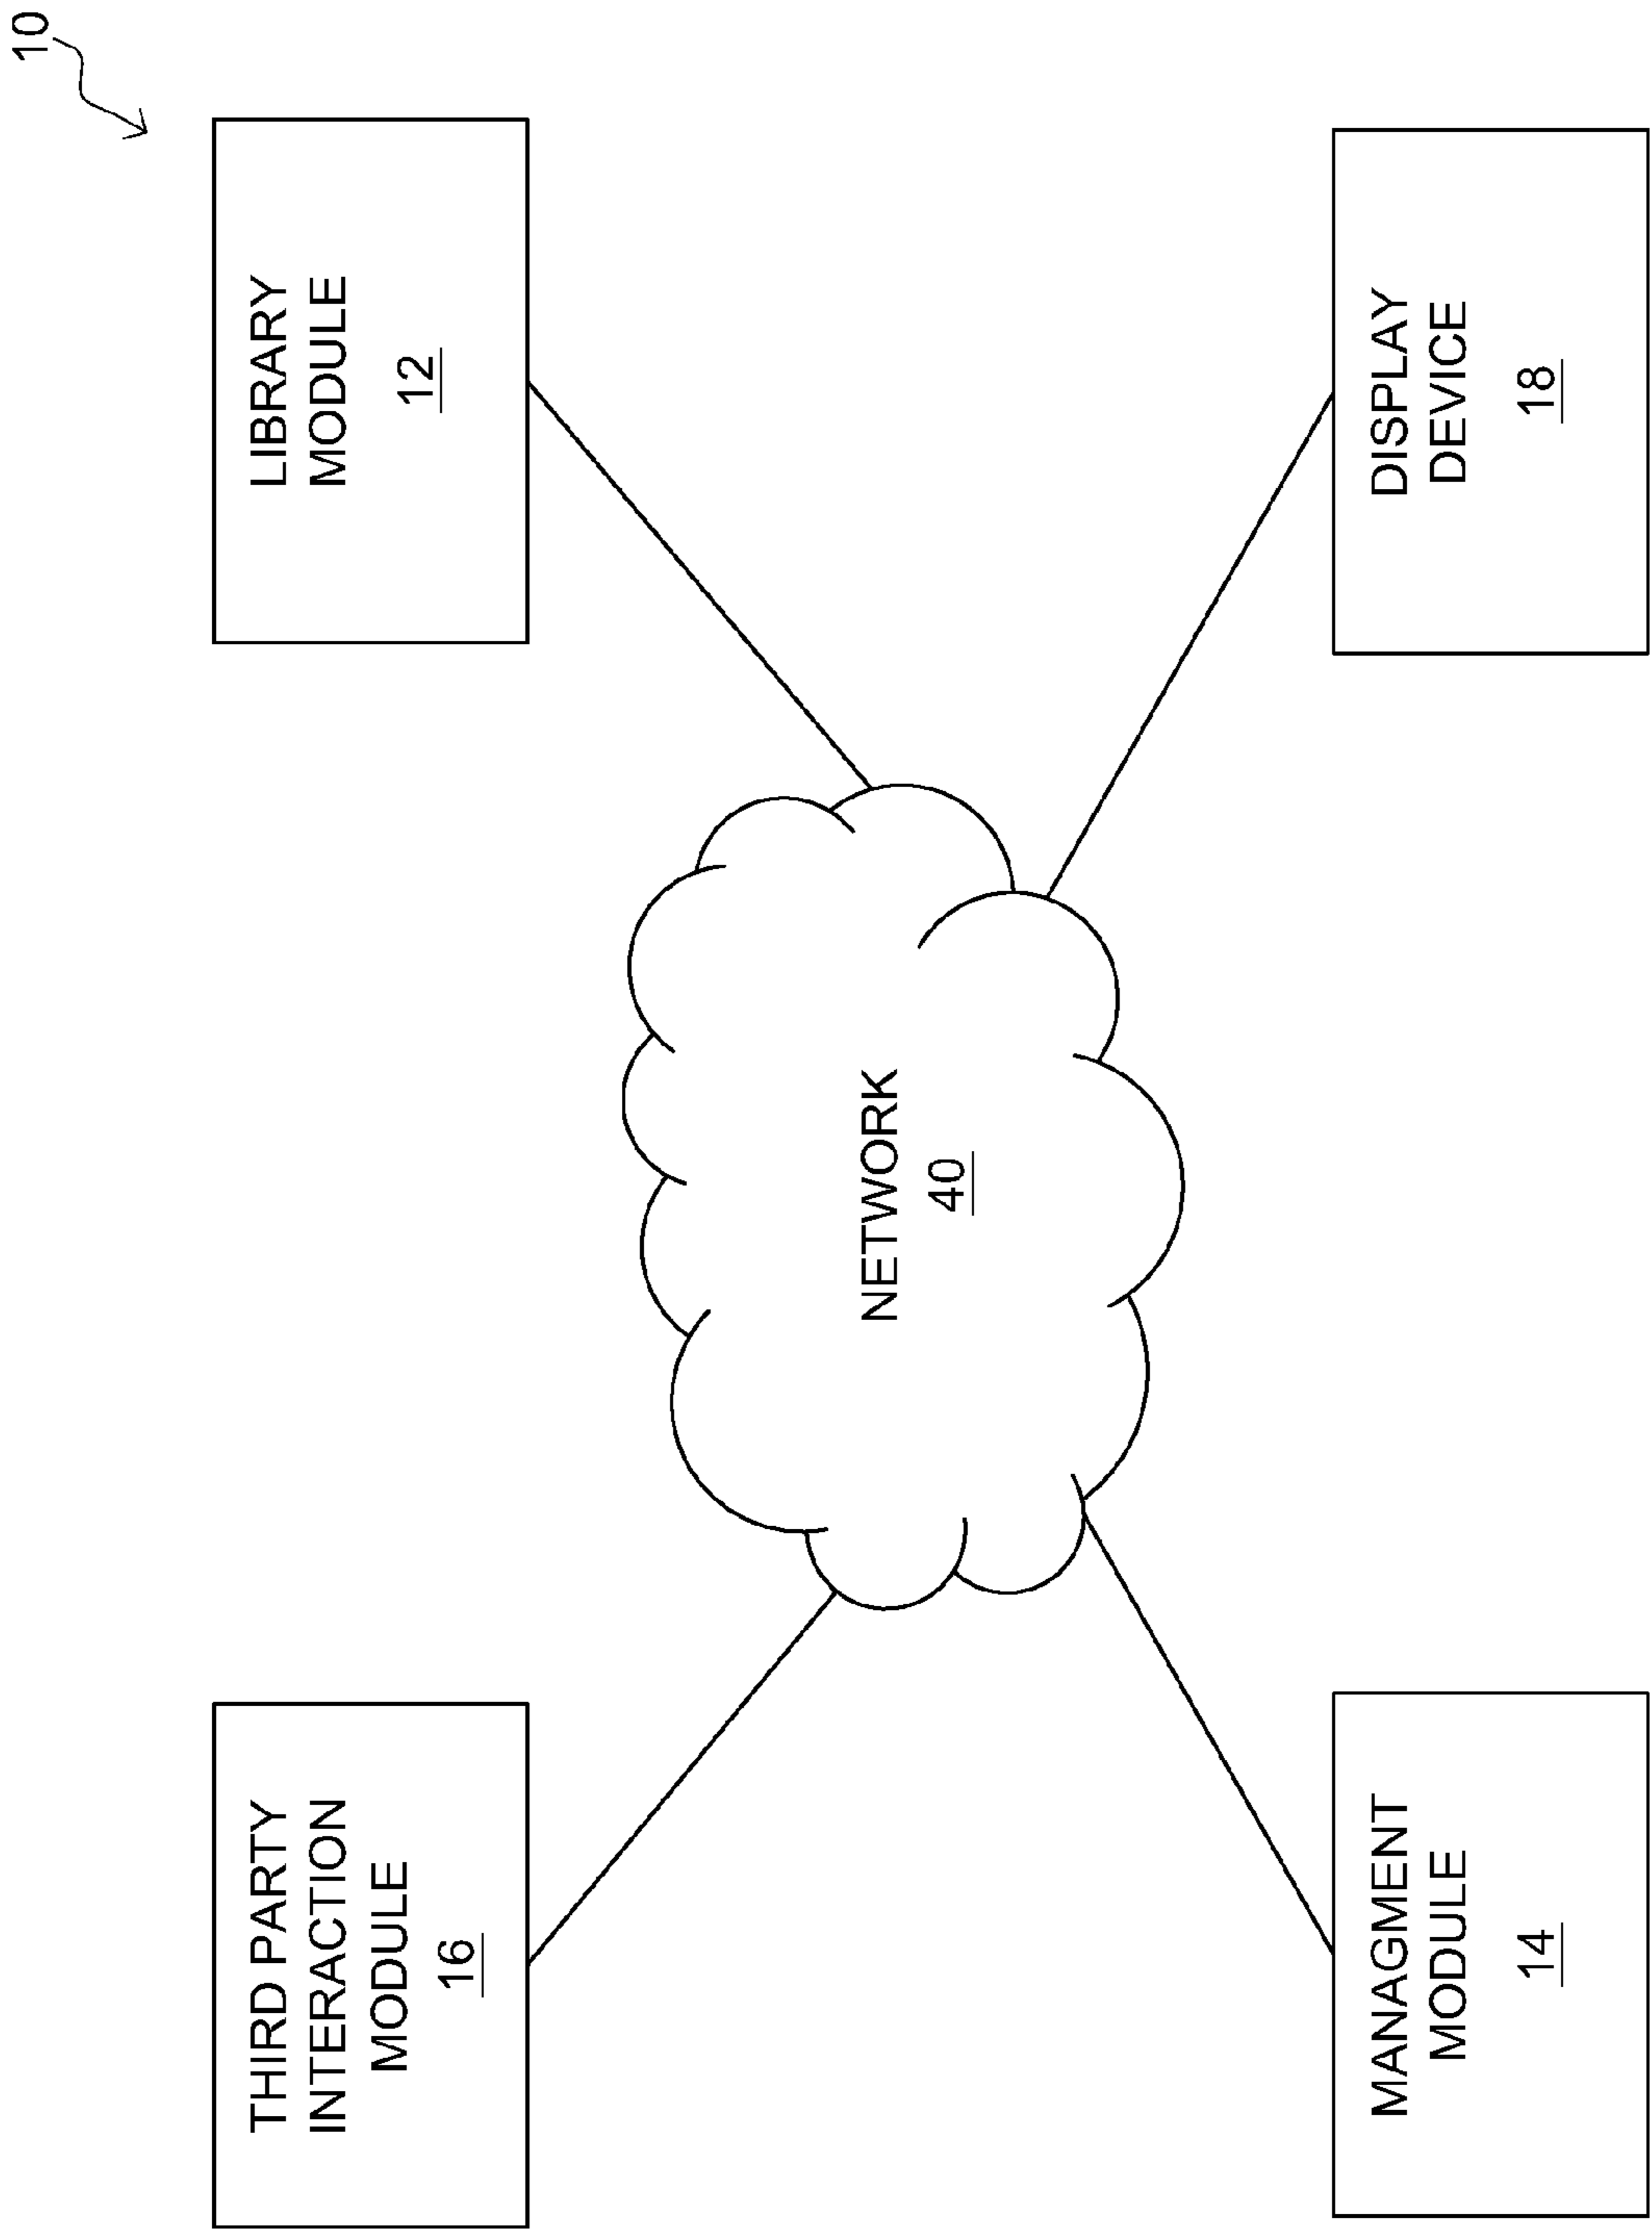 10
THIRD PARTY
INTERACTION
MODULE
16
LIBRARY
MODULE
12
NETWORK
40
MANAGMENT
MODULE
14
DISPLAY
DEVICE
18